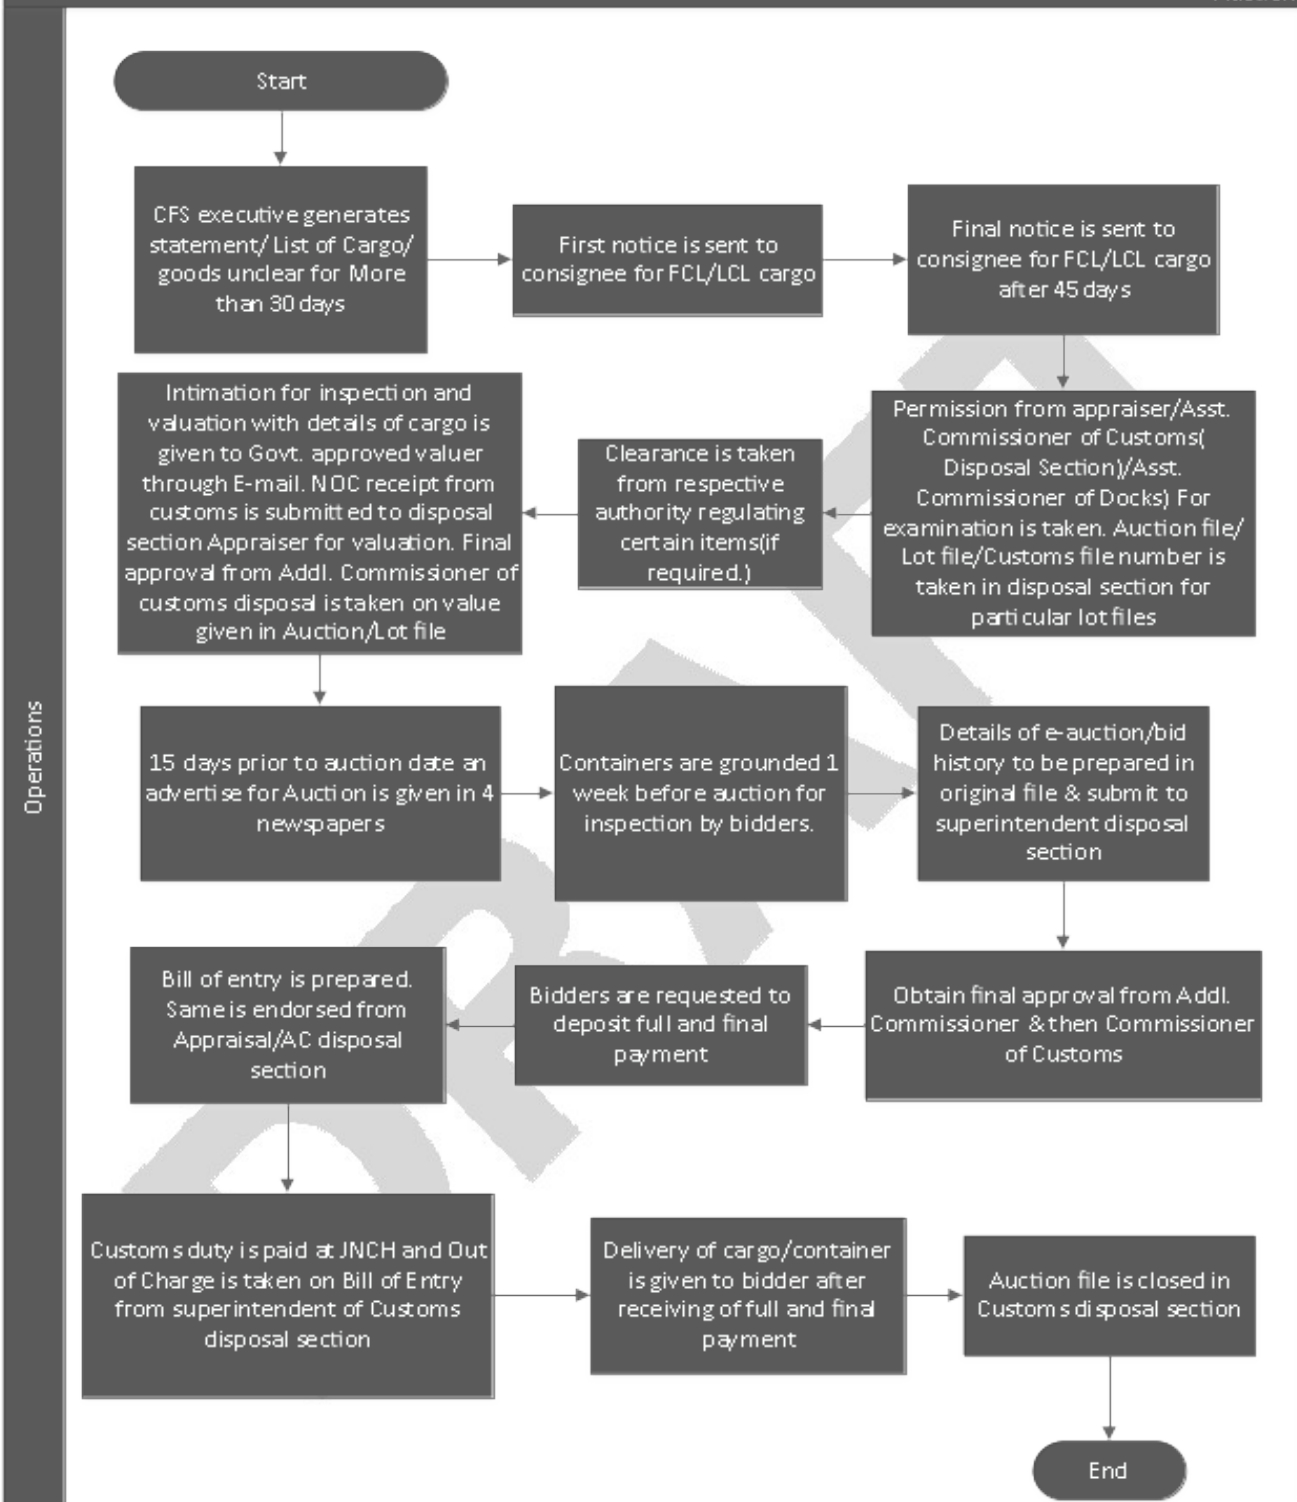 Start
CFS executive generates
statement/ List of Cargo/
goods unclear for More
than 30 days
First notice is sent to
consignee for FCL/LCL cargo
Final notice is sent to
consignee for FCL/LCL cargo
after 45 days
Permission from appraiser/Asst.
Commissioner of Customs(
Disposal Section)/Asst.
Commissioner of Docks) For
examination is taken. Auction file/
Lot file/Customs file number is
taken in disposal section for
particular lot files
Clearance is taken
from respective
authority regulating
certain items(if
required.)
Intimation for inspection and
valuation with details of cargo is
given to Govt. approved valuer
through E-mail. NOC receipt from
customs is submitted to disposal
section Appraiser for valuation. Final
approval from Addl. Commissioner of
customs disposal is taken on value
given in Auction/Lot file
15 days prior to auction date an
advertise for Auction is given in 4
newspapers
Containers are grounded 1
week before auction for
inspection by bidders.
Details of e-auction/bid
history to be prepared in
original file & submit to
superintendent disposal
section
Obtain final approval from Addl.
Commissioner & then Commissioner
of Customs
Bidders are requested to
deposit full and final
payment
Bill of entry is prepared.
Same is endorsed from
Appraisal/AC disposal
section
Customs duty is paid at JNCH and Out
of Charge is taken on Bill of Entry
from superintendent of Customs
disposal section
Delivery of cargo/container
is given to bidder after
receiving of full and final
payment
Auction file is closed in
Customs disposal section
End
Operations